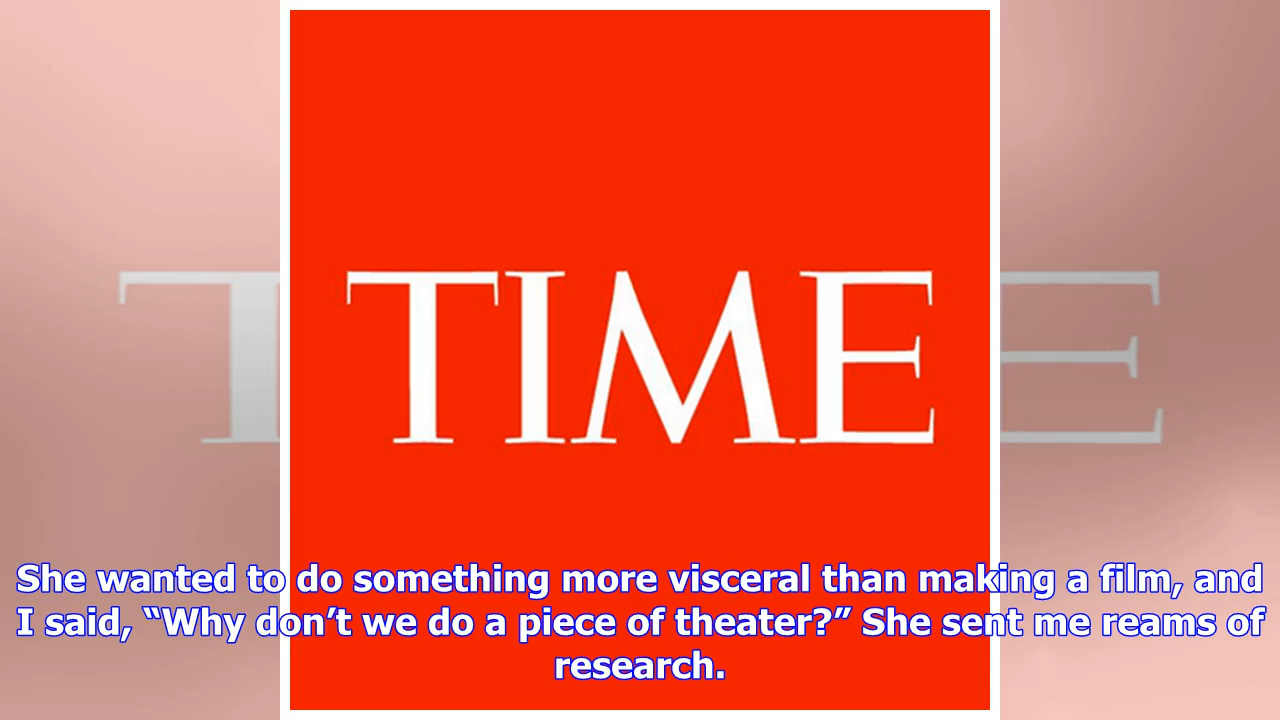 TIME
She wanted to do something more visceral than making a film, and
I said, “Why don’t we do a piece of theater?” She sent me reams of
research.